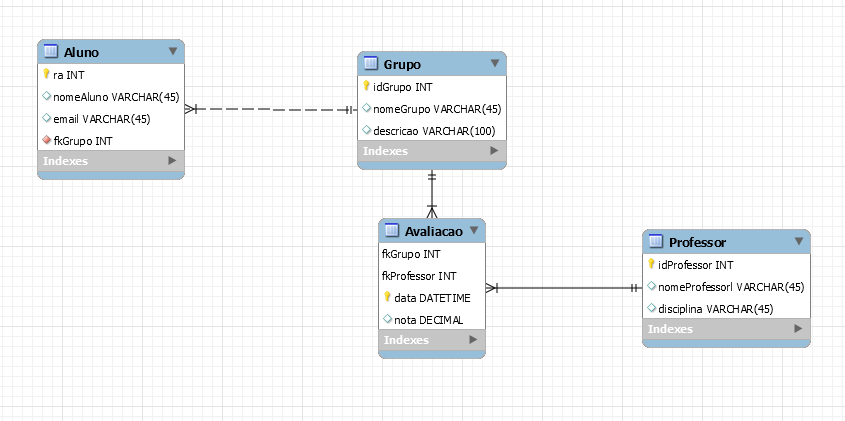 Aluno
ra INT
nomeAluno VARCHAR(45)
email VARCHAR(45)
fkGrupo INT
Indexes
Grupo
idGrupo INT
nomeGrupo VARCHAR(45)
descricao VARCHAR(100)
Indexes
Avaliacao
fkGrupo INT
fkProfessor INT
data DATETIME
nota DECIMAL
Indexes
Professor
idProfessor INT
nomeProfessorl VARCHAR(45)
disciplina VARCHAR(45)
Indexes